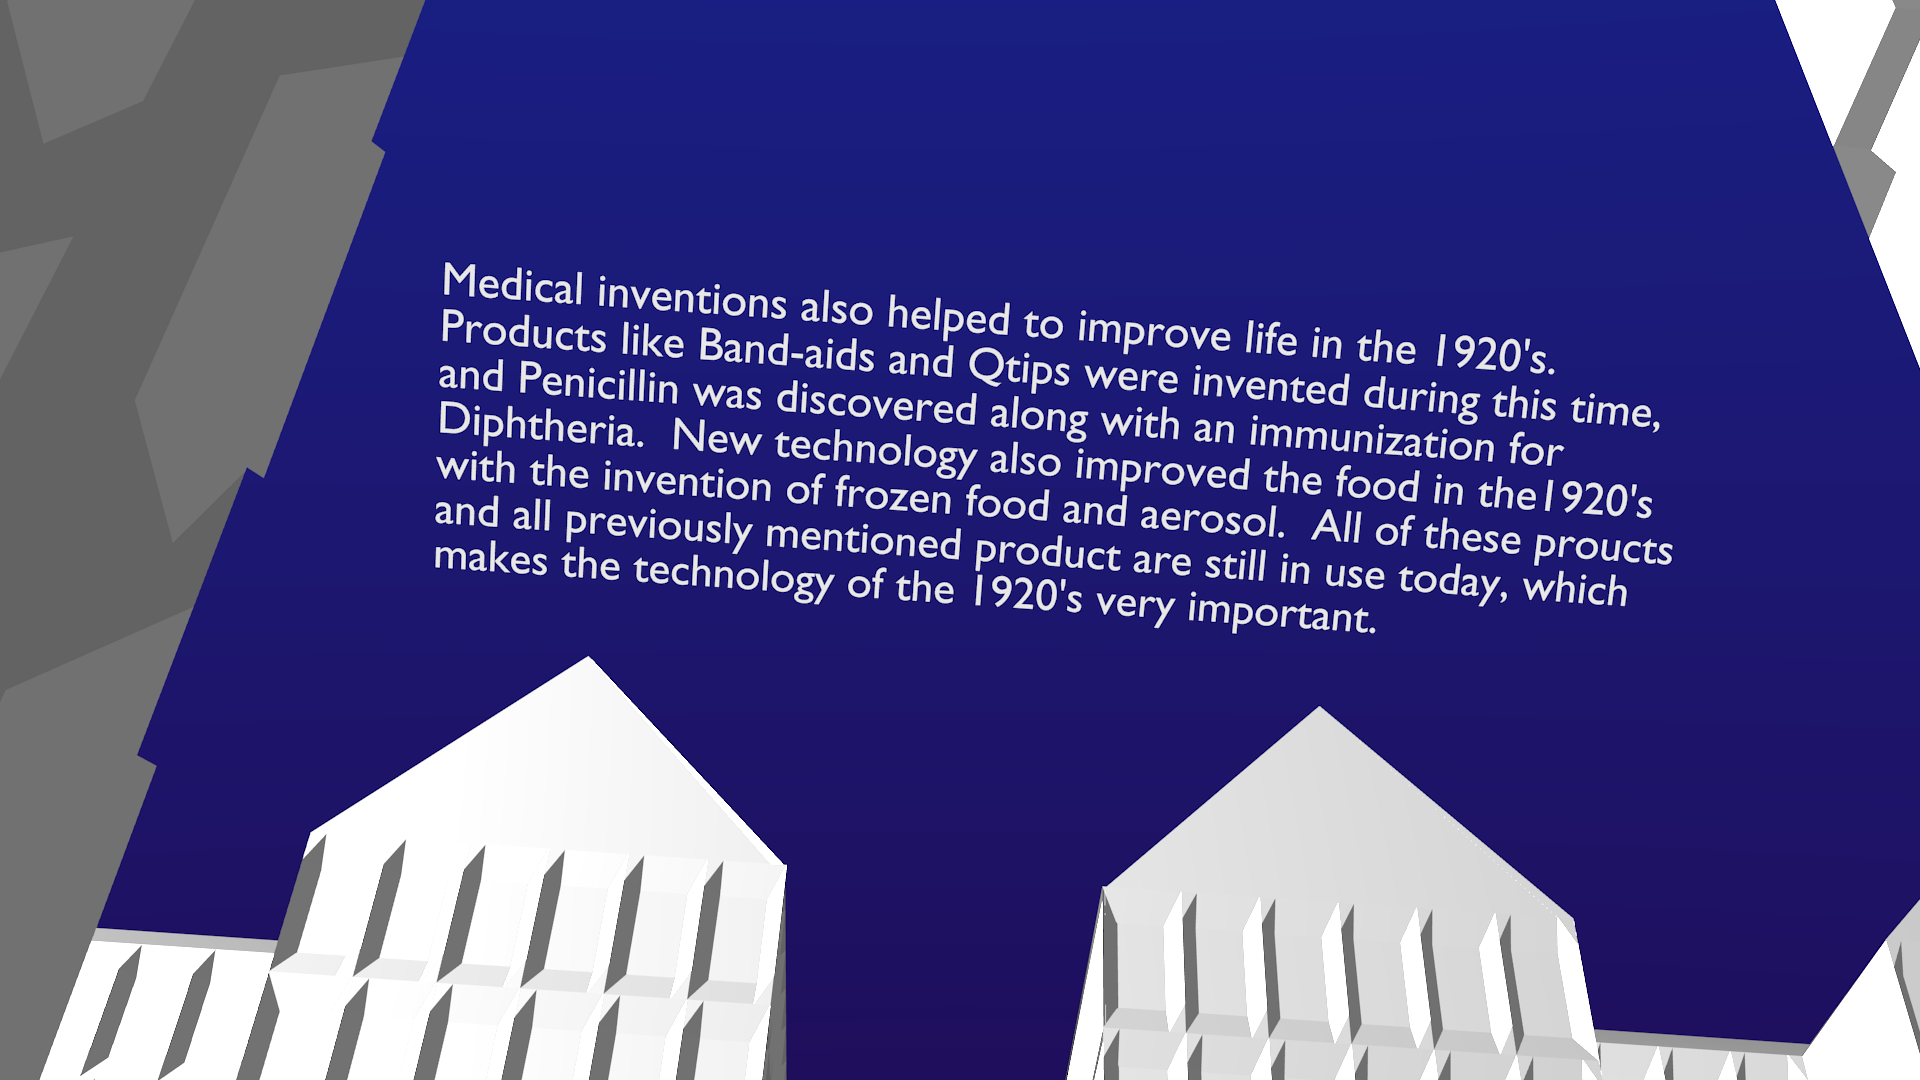 Medical inventions also helped to improve life in the 1920's.
Products like Band-aids and Qtips were invented during this time,
and Penicillin was discovered along with an immunization for
Diphtheria.  New technology also improved the food in the1920's
with the invention of frozen food and aerosol.  All of these proucts
and all previously mentioned product are still in use today, which
makes the technology of the 1920's very important.